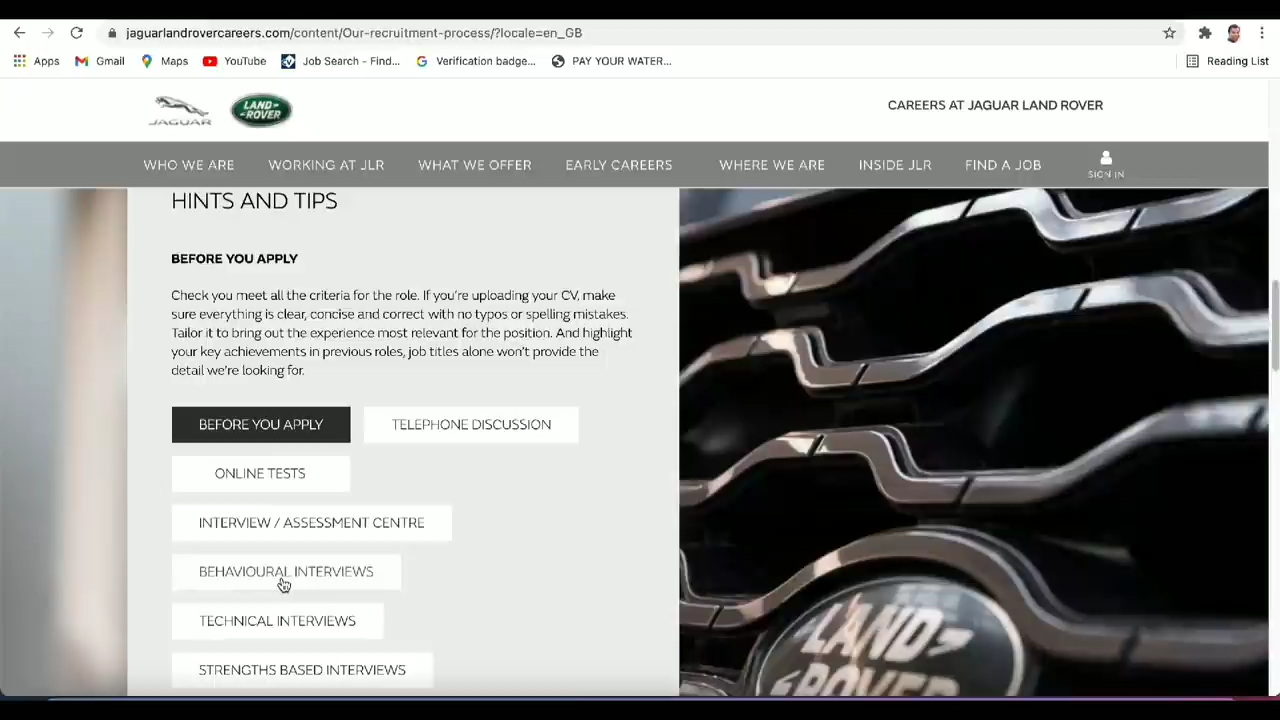 jaguarlandrovercareers.com/content/Our-recruitment-process/?locale=en_GB
Apps Gmail Maps YouTube Job Search - Find... Verification badge... PAY YOUR WATER... Reading List
JAGUAR LAND-ROVER CAREERS AT JAGUAR LAND ROVER
WHO WE ARE WORKING AT JLR WHAT WE OFFER EARLY CAREERS WHERE WE ARE INSIDE JLR FIND A JOB SIGN IN
HINTS AND TIPS
BEFORE YOU APPLY
Check you meet all the criteria for the role. If you're uploading your CV, make
sure everything is clear, concise and correct with no typos or spelling mistakes.
Tailor it to bring out the experience most relevant for the position. And highlight
your key achievements in previous roles, job titles alone won't provide the
detail we're looking for.
BEFORE YOU APPLY TELEPHONE DISCUSSION
ONLINE TESTS
INTERVIEW / ASSESSMENT CENTRE
BEHAVIOURAL INTERVIEWS
TECHNICAL INTERVIEWS
STRENGTHS BASED INTERVIEWS
LAND
ROVER